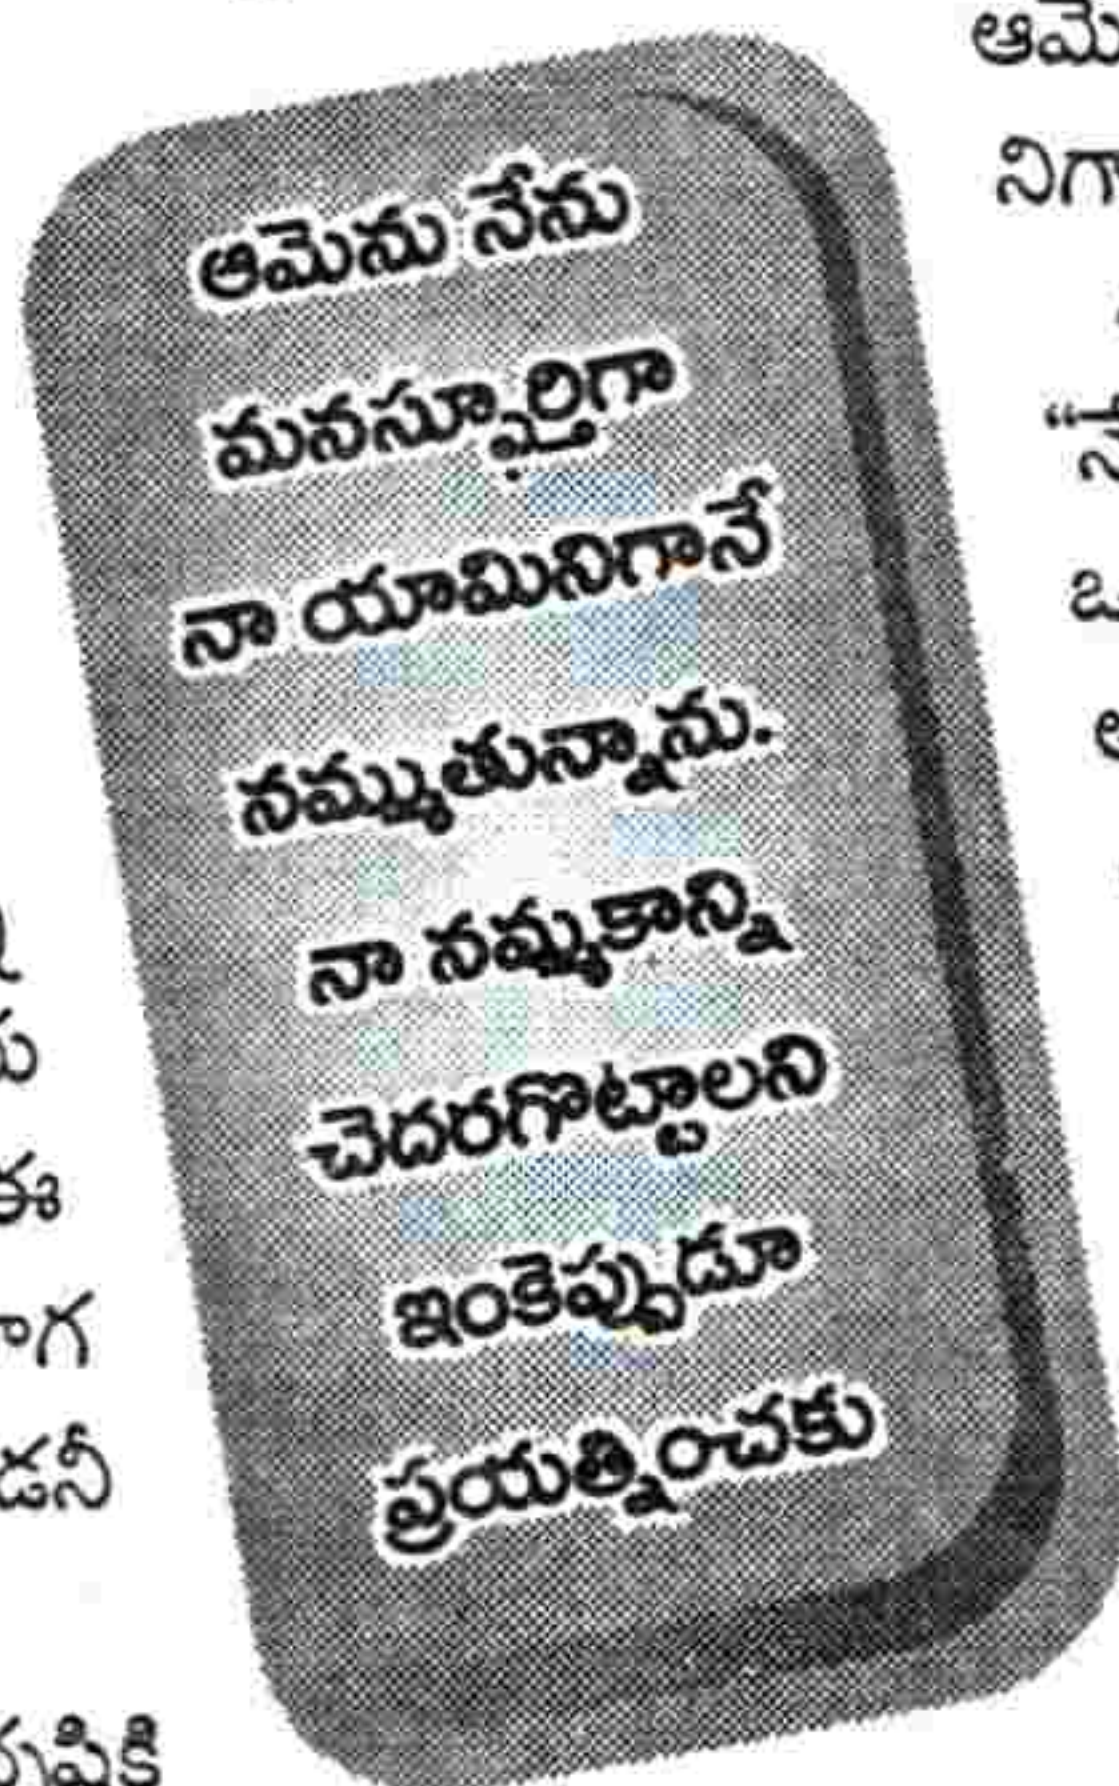 ఆమెను నేను
మనస్ఫూర్తిగా
నా యామినిగానే
నమ్ముతున్నాను.
నా నమ్మకాన్ని
చెదరగొట్టాలని
ఇంకెప్పుడూ
ప్రయత్నించకు